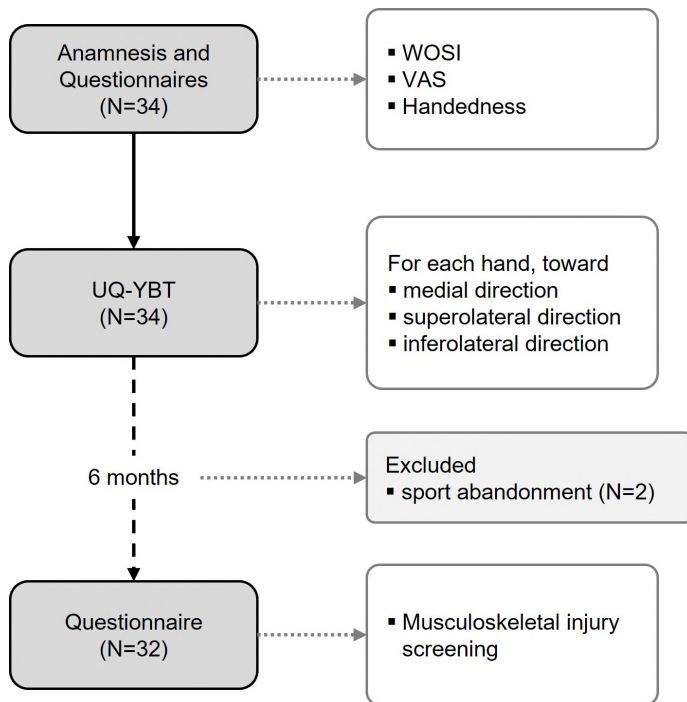 Anamnesis and
Questionnaires
(N=34)
▪ WOSI
▪ VAS
▪ Handedness
UQ-YBT
(N=34)
For each hand, toward
▪ medial direction
▪ superolateral direction
▪ inferolateral direction
6 months
Excluded
▪ sport abandonment (N=2)
Questionnaire
(N=32)
▪ Musculoskeletal injury
screening